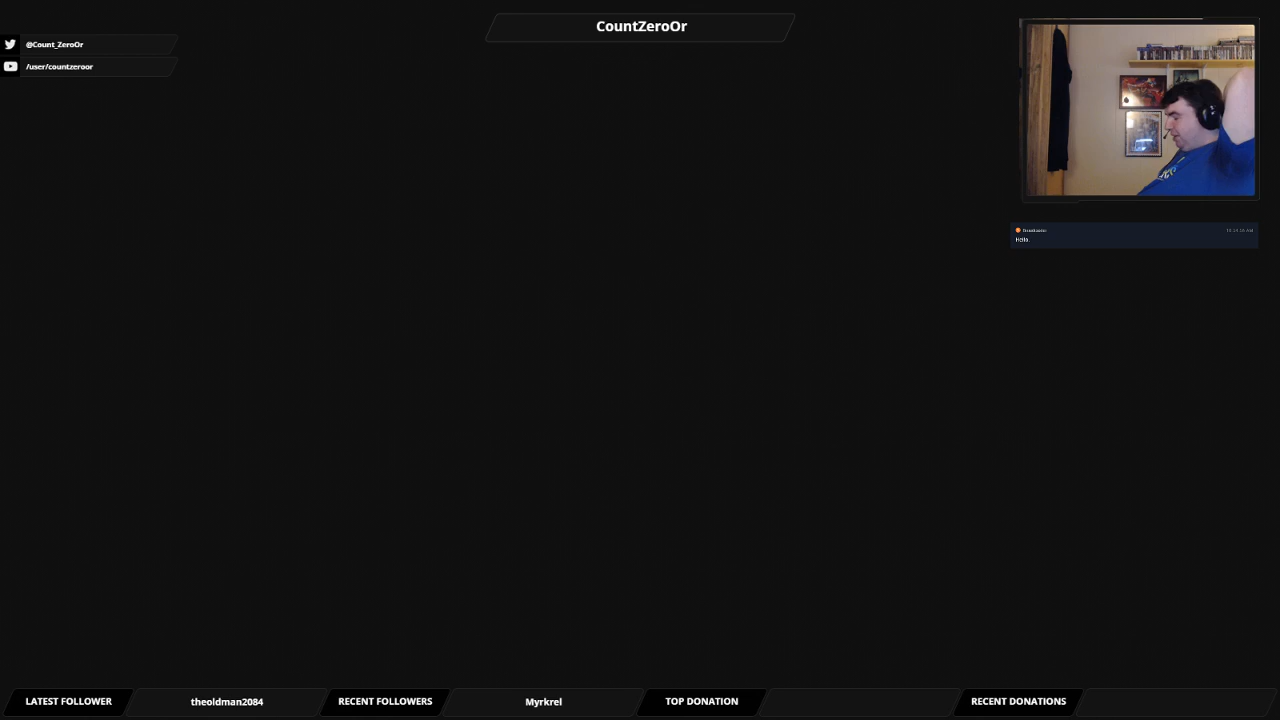 CountZeroOr
@Count_ZeroOr
/user/countzeroor
Hello.
LATEST FOLLOWER
theoldman2084
RECENT FOLLOWERS
Myrkrel
TOP DONATION
RECENT DONATIONS